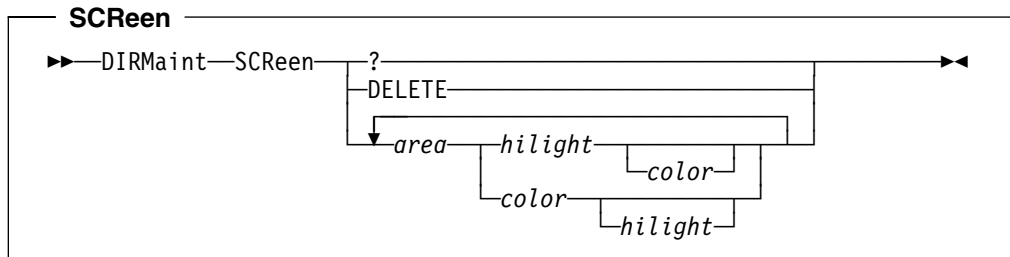 SCReen
DIRMaint SCReen ?
DELETE
area hilight
color
color
hilight